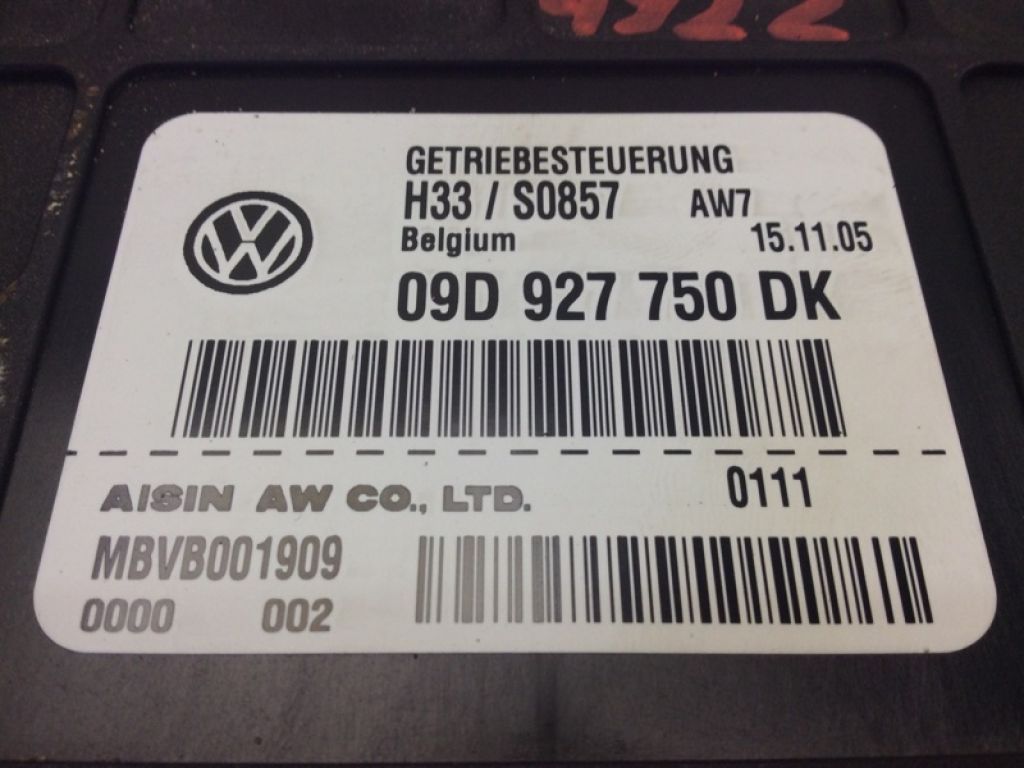 4922
GETRIEBESTEUERUNG
H33 / S0857 AW7
Belgium 15.11.05
09D 927 750 DK
AISIN AW CO., LTD. 0111
MBVB001909
0000 002